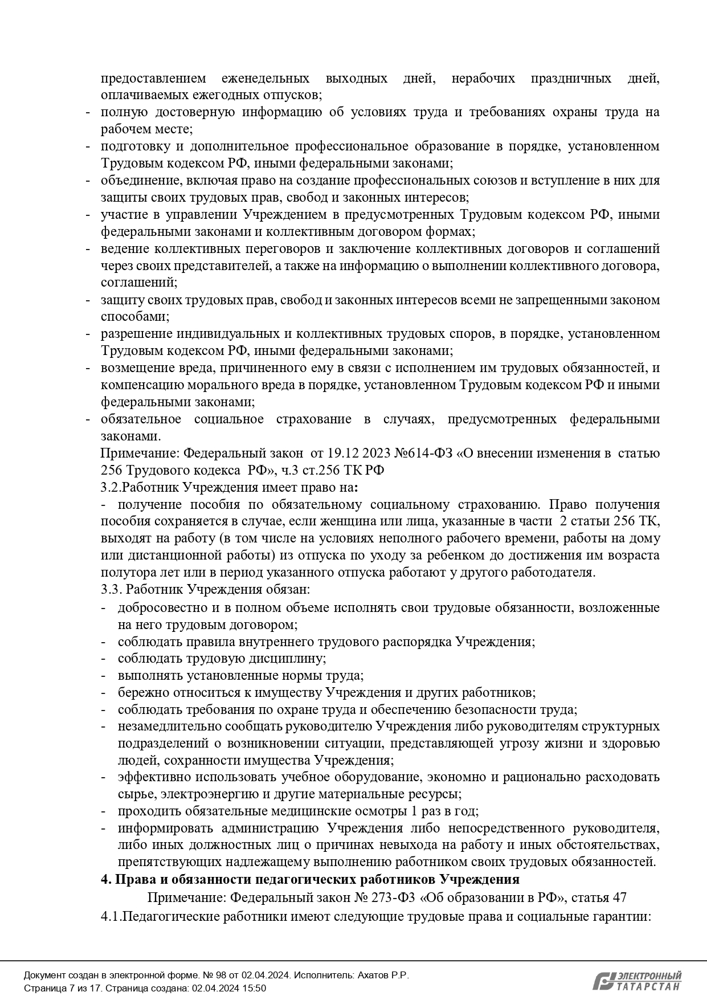 предоставлением еженедельных выходных дней, нерабочих праздничных дней,
оплачиваемых ежегодных отпусков;
- полную достоверную информацию об условиях труда и требованиях охраны труда на
рабочем месте;
- подготовку и дополнительное профессиональное образование в порядке, установленном
Трудовым кодексом РФ, иными федеральными законами;
- объединение, включая право на создание профессиональных союзов и вступление в них для
защиты своих трудовых прав, свобод и законных интересов;
- участие в управлении Учреждением в предусмотренных Трудовым кодексом РФ, иными
федеральными законами и коллективным договором формах;
- ведение коллективных переговоров и заключение коллективных договоров и соглашений
через своих представителей, а также на информацию о выполнении коллективного договора,
соглашений;
- защиту своих трудовых прав, свобод и законных интересов всеми не запрещенными законом
способами;
- разрешение индивидуальных и коллективных трудовых споров, в порядке, установленном
Трудовым кодексом РФ, иными федеральными законами;
- возмещение вреда, причиненного ему в связи с исполнением им трудовых обязанностей, и
компенсацию морального вреда в порядке, установленном Трудовым кодексом РФ и иными
федеральными законами;
- обязательное социальное страхование в случаях, предусмотренных федеральными
законами.
Примечание: Федеральный закон от 19.12 2023 №614-ФЗ «О внесении изменения в статью
256 Трудового кодекса РФ», ч.3 ст.256 ТК РФ
3.2.Работник Учреждения имеет право на:
- получение пособия по обязательному социальному страхованию. Право получения
пособия сохраняется в случае, если женщина или лица, указанные в части 2 статьи 256 ТК,
выходят на работу (в том числе на условиях неполного рабочего времени, работы на дому
или дистанционной работы) из отпуска по уходу за ребенком до достижения им возраста
полутора лет или в период указанного отпуска работают у другого работодателя.
3.3. Работник Учреждения обязан:
- добросовестно и в полном объеме исполнять свои трудовые обязанности, возложенные
на него трудовым договором;
- соблюдать правила внутреннего трудового распорядка Учреждения;
- соблюдать трудовую дисциплину;
- выполнять установленные нормы труда;
- бережно относиться к имуществу Учреждения и других работников;
- соблюдать требования по охране труда и обеспечению безопасности труда;
- незамедлительно сообщать руководителю Учреждения либо руководителям структурных
подразделений о возникновении ситуации, представляющей угрозу жизни и здоровью
людей, сохранности имущества Учреждения;
- эффективно использовать учебное оборудование, экономно и рационально расходовать
сырье, электроэнергию и другие материальные ресурсы;
- проходить обязательные медицинские осмотры 1 раз в год;
- информировать администрацию Учреждения либо непосредственного руководителя,
либо иных должностных лиц о причинах невыхода на работу и иных обстоятельствах,
препятствующих надлежащему выполнению работником своих трудовых обязанностей.
4. Права и обязанности педагогических работников Учреждения
Примечание: Федеральный закон № 273-ФЗ «Об образовании в РФ», статья 47
4.1.Педагогические работники имеют следующие трудовые права и социальные гарантии:
Документ создан в электронной форме. № 98 от 02.04.2024. Исполнитель: Ахатов Р.Р.
Страница 7 из 17. Страница создана: 02.04.2024 15:50
ЭЛЕКТРОННЫЙ
ТАТАРСТАН